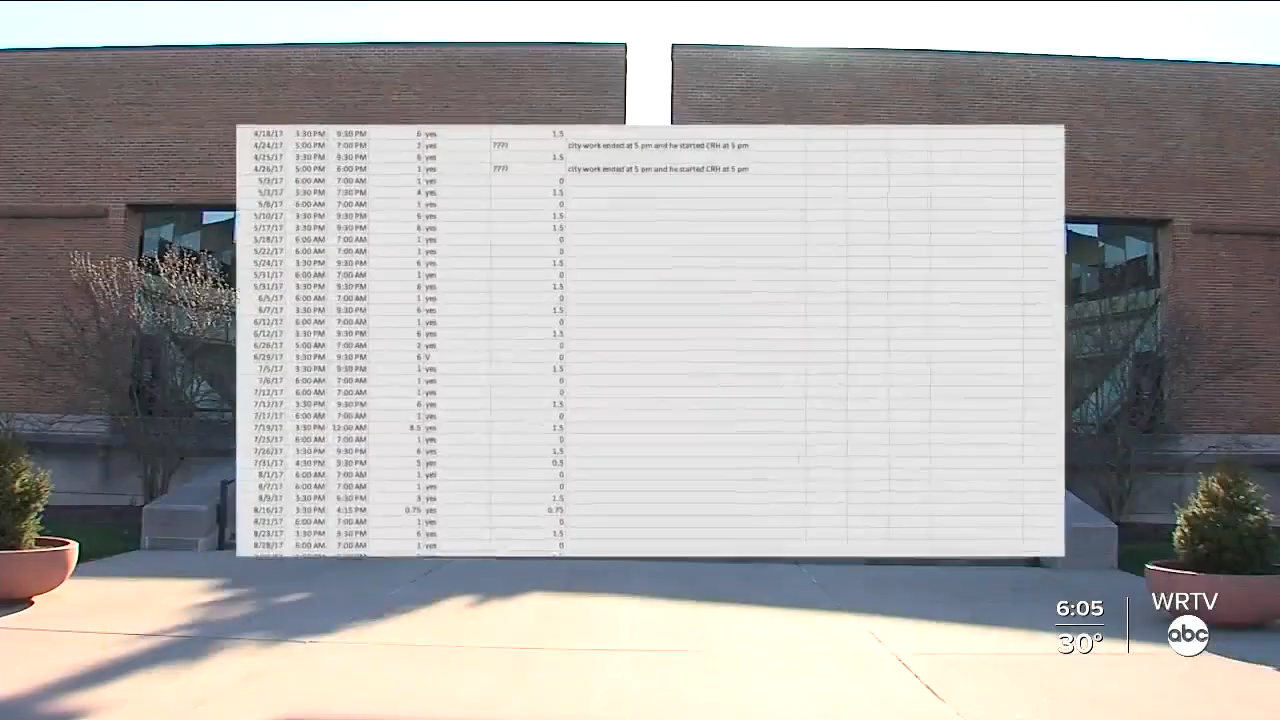 4/18/17 3:30 PM 9:30 PM 6 yes 1.5
4/24/17 5:00 PM 7:00 PM 2 yes ???? city work ended at 5 pm and he started CRH at 5 pm
4/25/17 3:30 PM 9:30 PM 6 yes 1.5
4/26/17 5:00 PM 6:00 PM 1 yes ???? city work ended at 5 pm and he started CRH at 5 pm
5/3/17 6:00 AM 7:00 AM 1 yes 0
5/3/17 3:30 PM 7:30 PM 4 yes 1.5
5/8/17 6:00 AM 7:00 AM 1 yes 0
5/10/17 3:30 PM 9:30 PM 6 yes 1.5
5/17/17 3:30 PM 9:30 PM 6 yes 1.5
5/18/17 6:00 AM 7:00 AM 1 yes 0
5/22/17 6:00 AM 7:00 AM 1 yes 0
5/24/17 3:30 PM 9:30 PM 6 yes 1.5
5/31/17 6:00 AM 7:00 AM 1 yes 0
5/31/17 3:30 PM 9:30 PM 6 yes 1.5
6/5/17 6:00 AM 7:00 AM 1 yes 0
6/7/17 3:30 PM 9:30 PM 6 yes 1.5
6/12/17 6:00 AM 7:00 AM 1 yes 0
6/12/17 3:30 PM 9:30 PM 6 yes 1.5
6/26/17 5:00 AM 7:00 AM 2 yes 0
6/29/17 3:30 PM 9:30 PM 6 V 0
7/5/17 3:30 PM 9:30 PM 1 yes 1.5
7/6/17 6:00 AM 7:00 AM 1 yes 0
7/12/17 6:00 AM 7:00 AM 1 yes 0
7/12/17 3:30 PM 9:30 PM 6 yes 1.5
7/17/17 6:00 AM 7:00 AM 1 yes 0
7/19/17 3:30 PM 12:00 AM 8.5 yes 1.5
7/25/17 6:00 AM 7:00 AM 1 yes 0
7/26/17 3:30 PM 9:30 PM 6 yes 1.5
7/31/17 4:30 PM 9:30 PM 5 yes 0.5
8/1/17 6:00 AM 7:00 AM 1 yes 0
8/7/17 6:00 AM 7:00 AM 1 yes 0
8/9/17 3:30 PM 6:30 PM 3 yes 1.5
8/16/17 3:30 PM 4:15 PM 0.75 yes 0.75
8/21/17 6:00 AM 7:00 AM 1 yes 0
8/23/17 3:30 PM 9:30 PM 6 yes 1.5
8/28/17 6:00 AM 7:00 AM 1 yes 0
6:05
30°
WRTV
abc